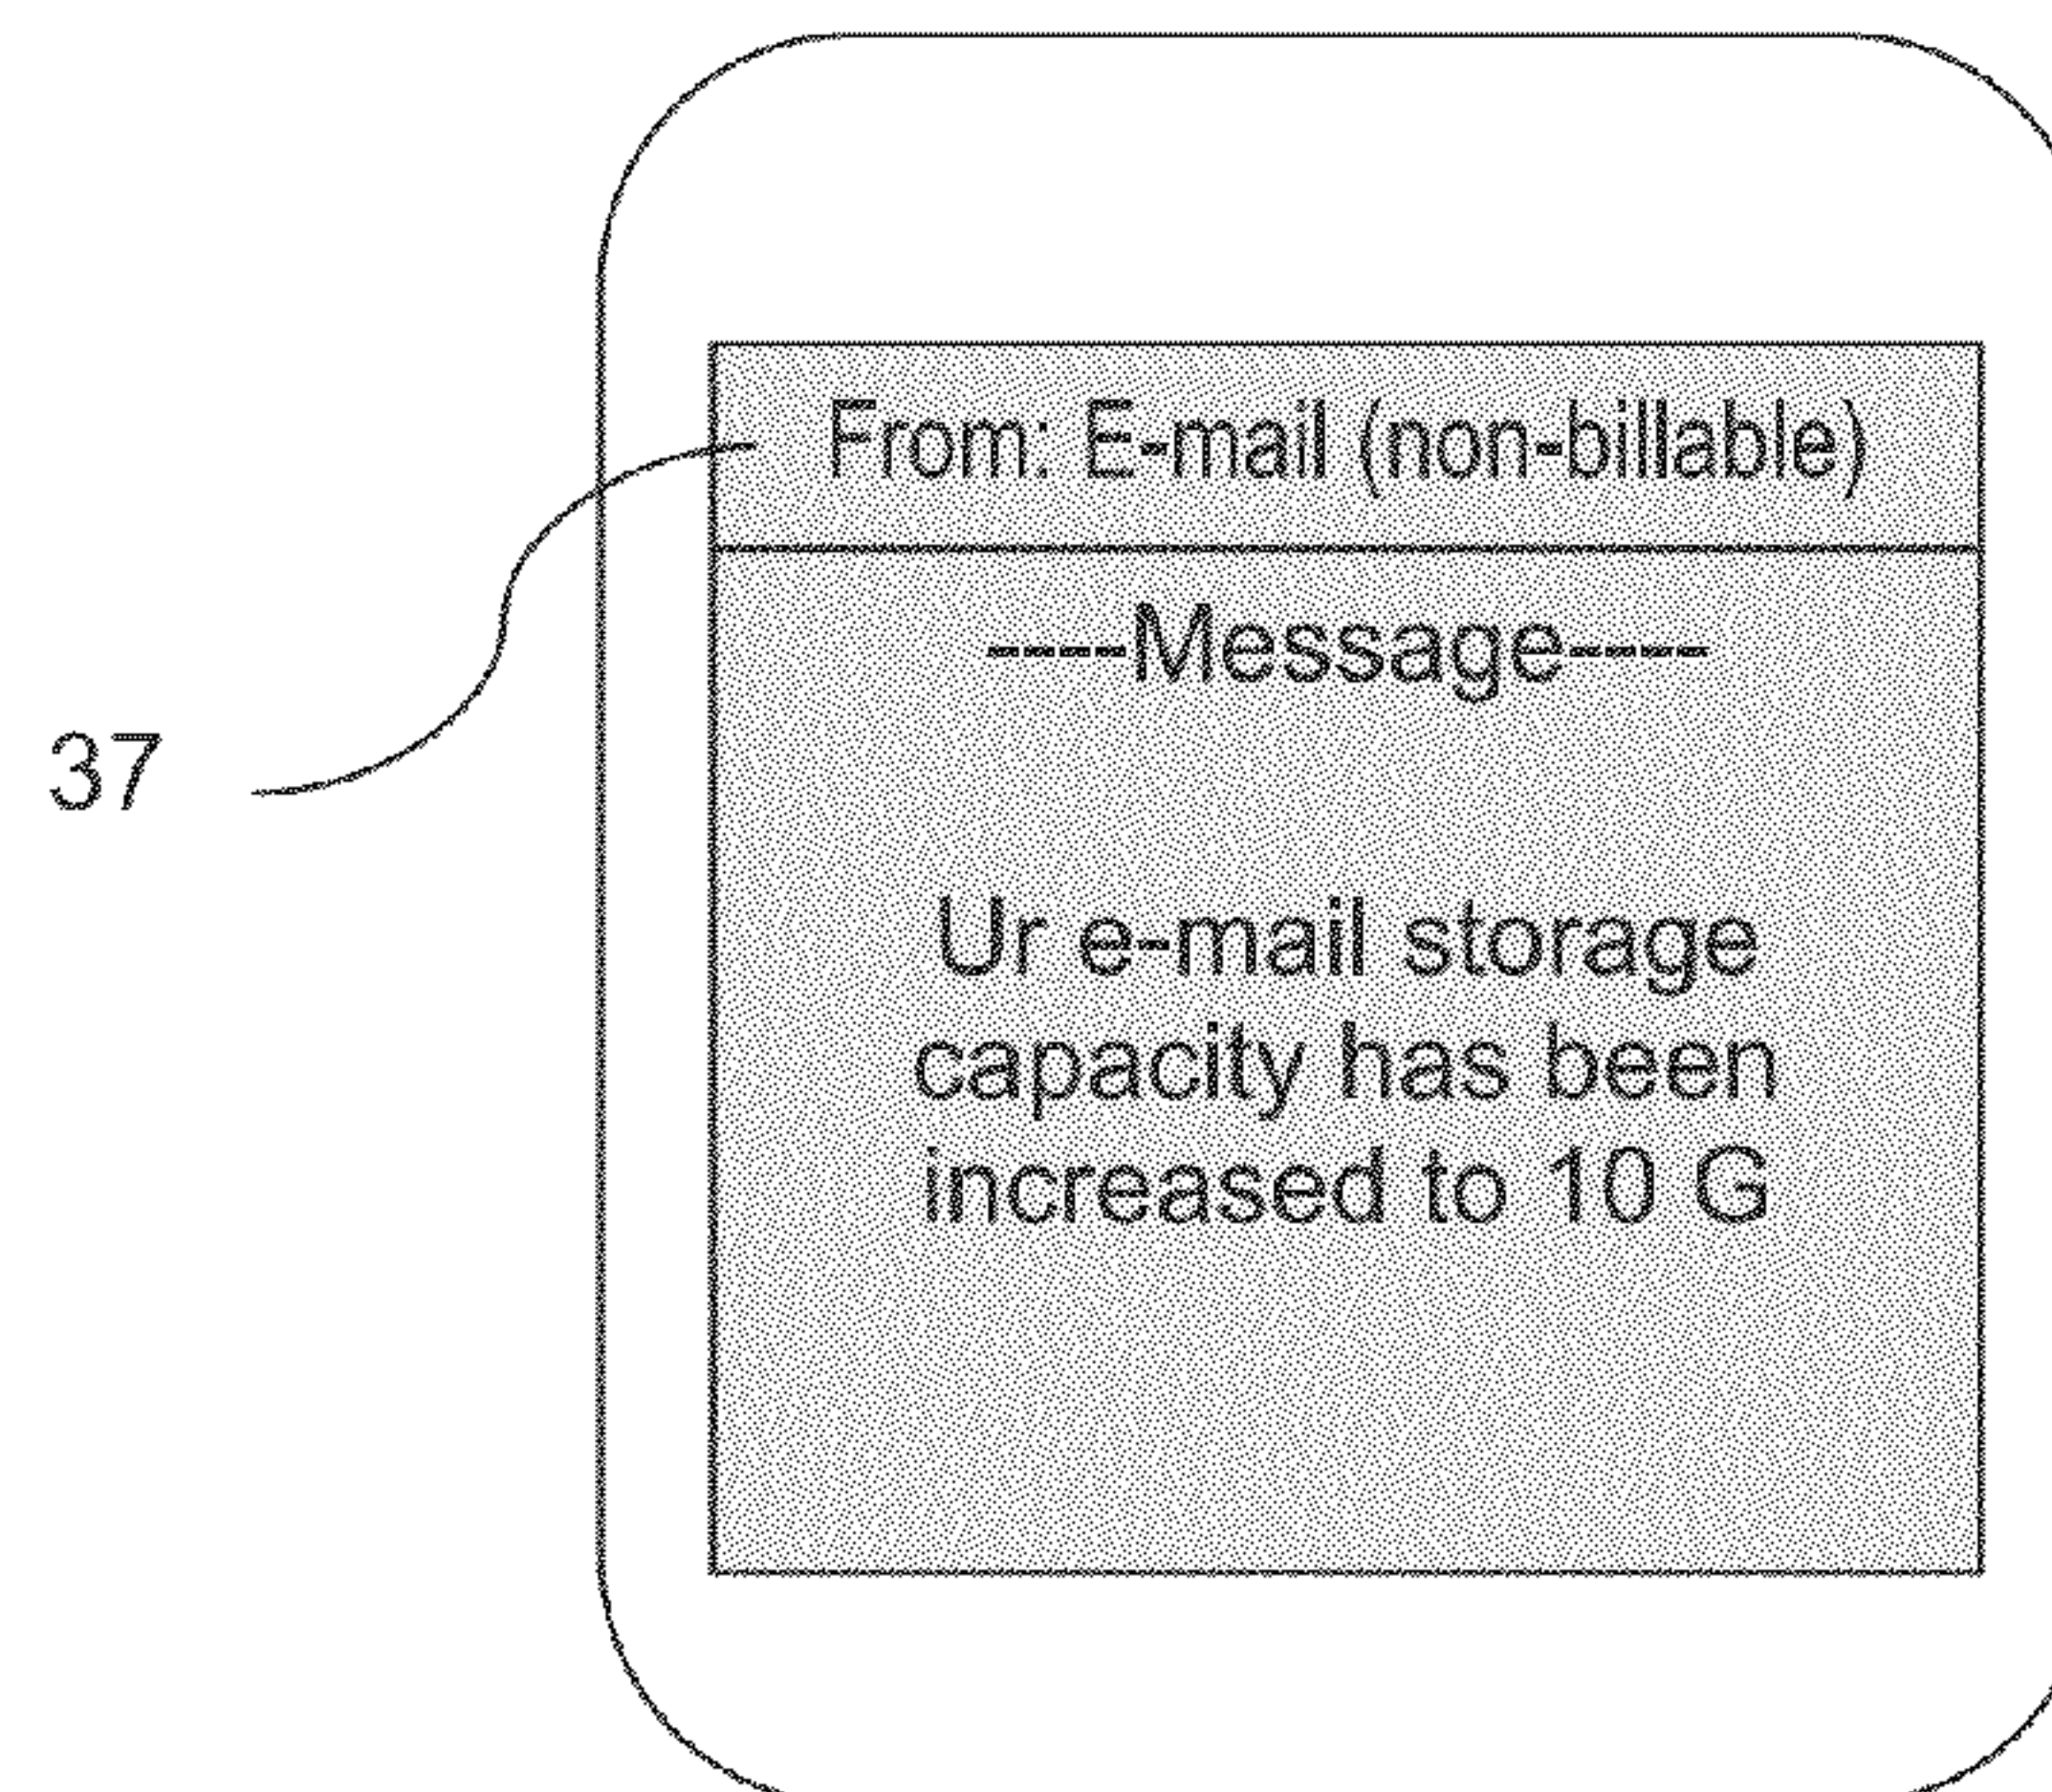 From: E-mail (non-billable)
----Message----
37
Ur e-mail storage
capacity has been
increased to 10 G